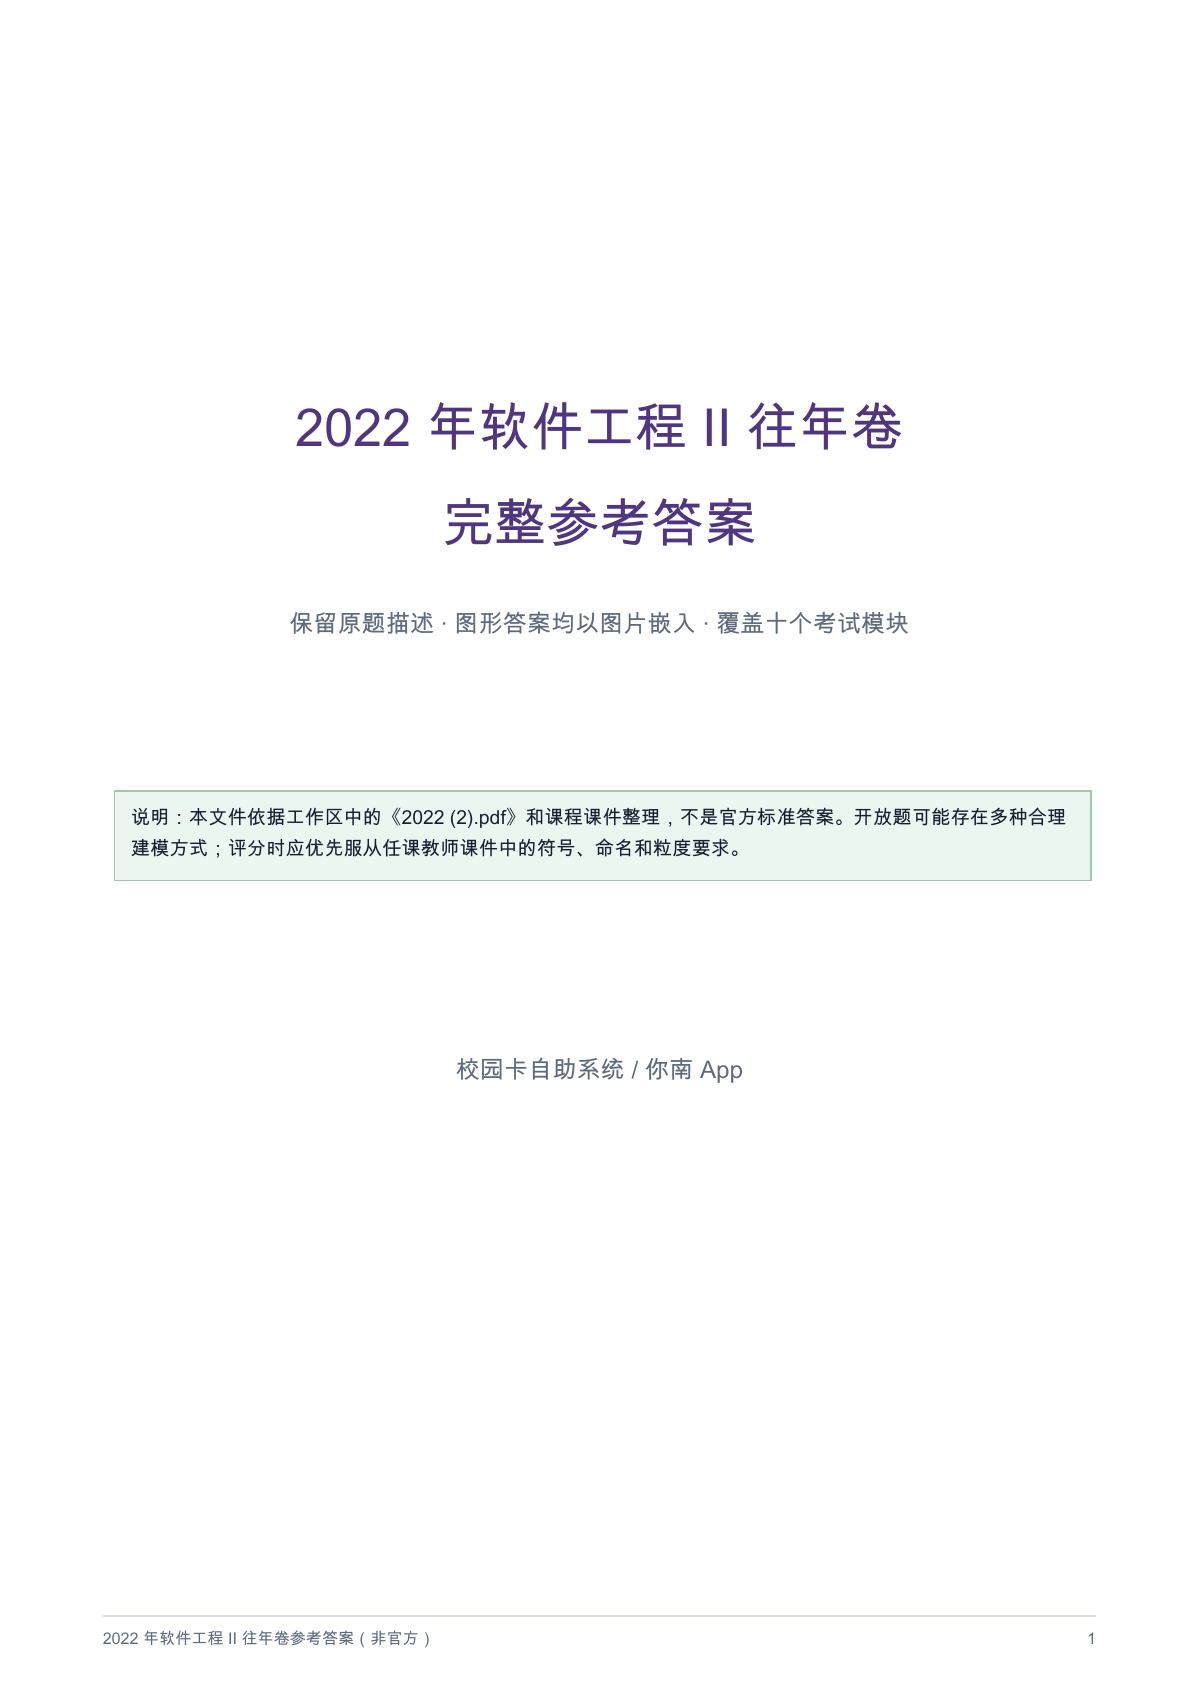 2022 年软件工程 II 往年卷
完整参考答案
保留原题描述 · 图形答案均以图片嵌入 · 覆盖十个考试模块
说明：本文件依据工作区中的《2022 (2).pdf》和课程课件整理，不是官方标准答案。开放题可能存在多种合理
建模方式；评分时应优先服从任课教师课件中的符号、命名和粒度要求。
校园卡自助系统 / 你南 App
2022 年软件工程 II 往年卷参考答案（非官方）
1